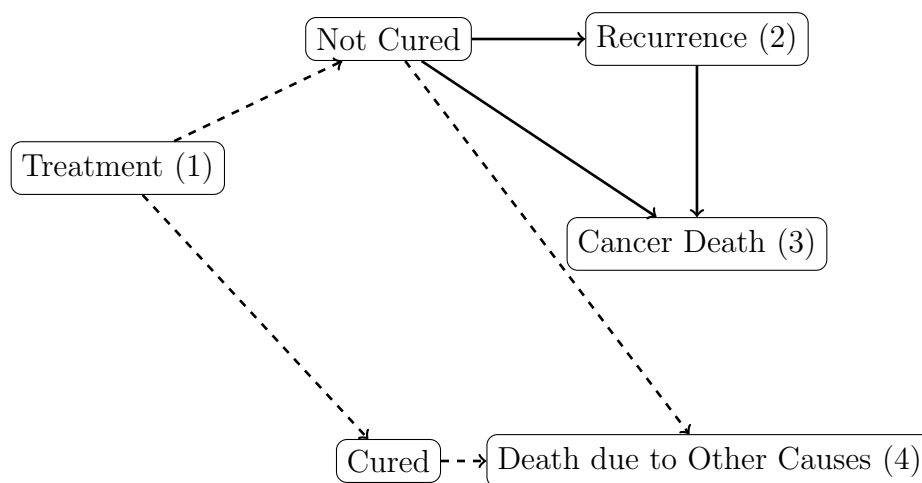 Not Cured
Recurrence (2)
Treatment (1)
Cancer Death (3)
Cured
Death due to Other Causes (4)